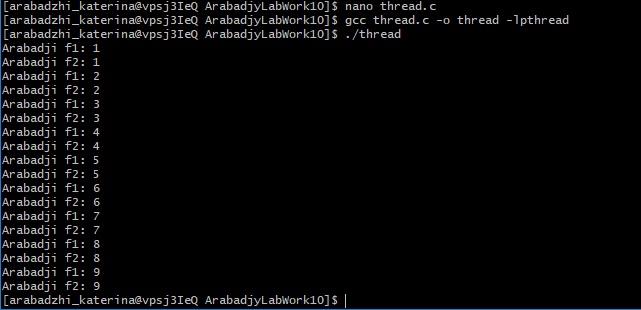 [arabadzhi_katerina@vpsj3IeQ ArabadjyLabWork10]$ nano thread.c
[arabadzhi_katerina@vpsj3IeQ ArabadjyLabWork10]$ gcc thread.c -o thread -lpthread
[arabadzhi_katerina@vpsj3IeQ ArabadjyLabWork10]$ ./thread
Arabadji f1: 1
Arabadji f2: 1
Arabadji f1: 2
Arabadji f2: 2
Arabadji f1: 3
Arabadji f2: 3
Arabadji f1: 4
Arabadji f2: 4
Arabadji f1: 5
Arabadji f2: 5
Arabadji f1: 6
Arabadji f2: 6
Arabadji f1: 7
Arabadji f2: 7
Arabadji f1: 8
Arabadji f2: 8
Arabadji f1: 9
Arabadji f2: 9
[arabadzhi_katerina@vpsj3IeQ ArabadjyLabWork10]$